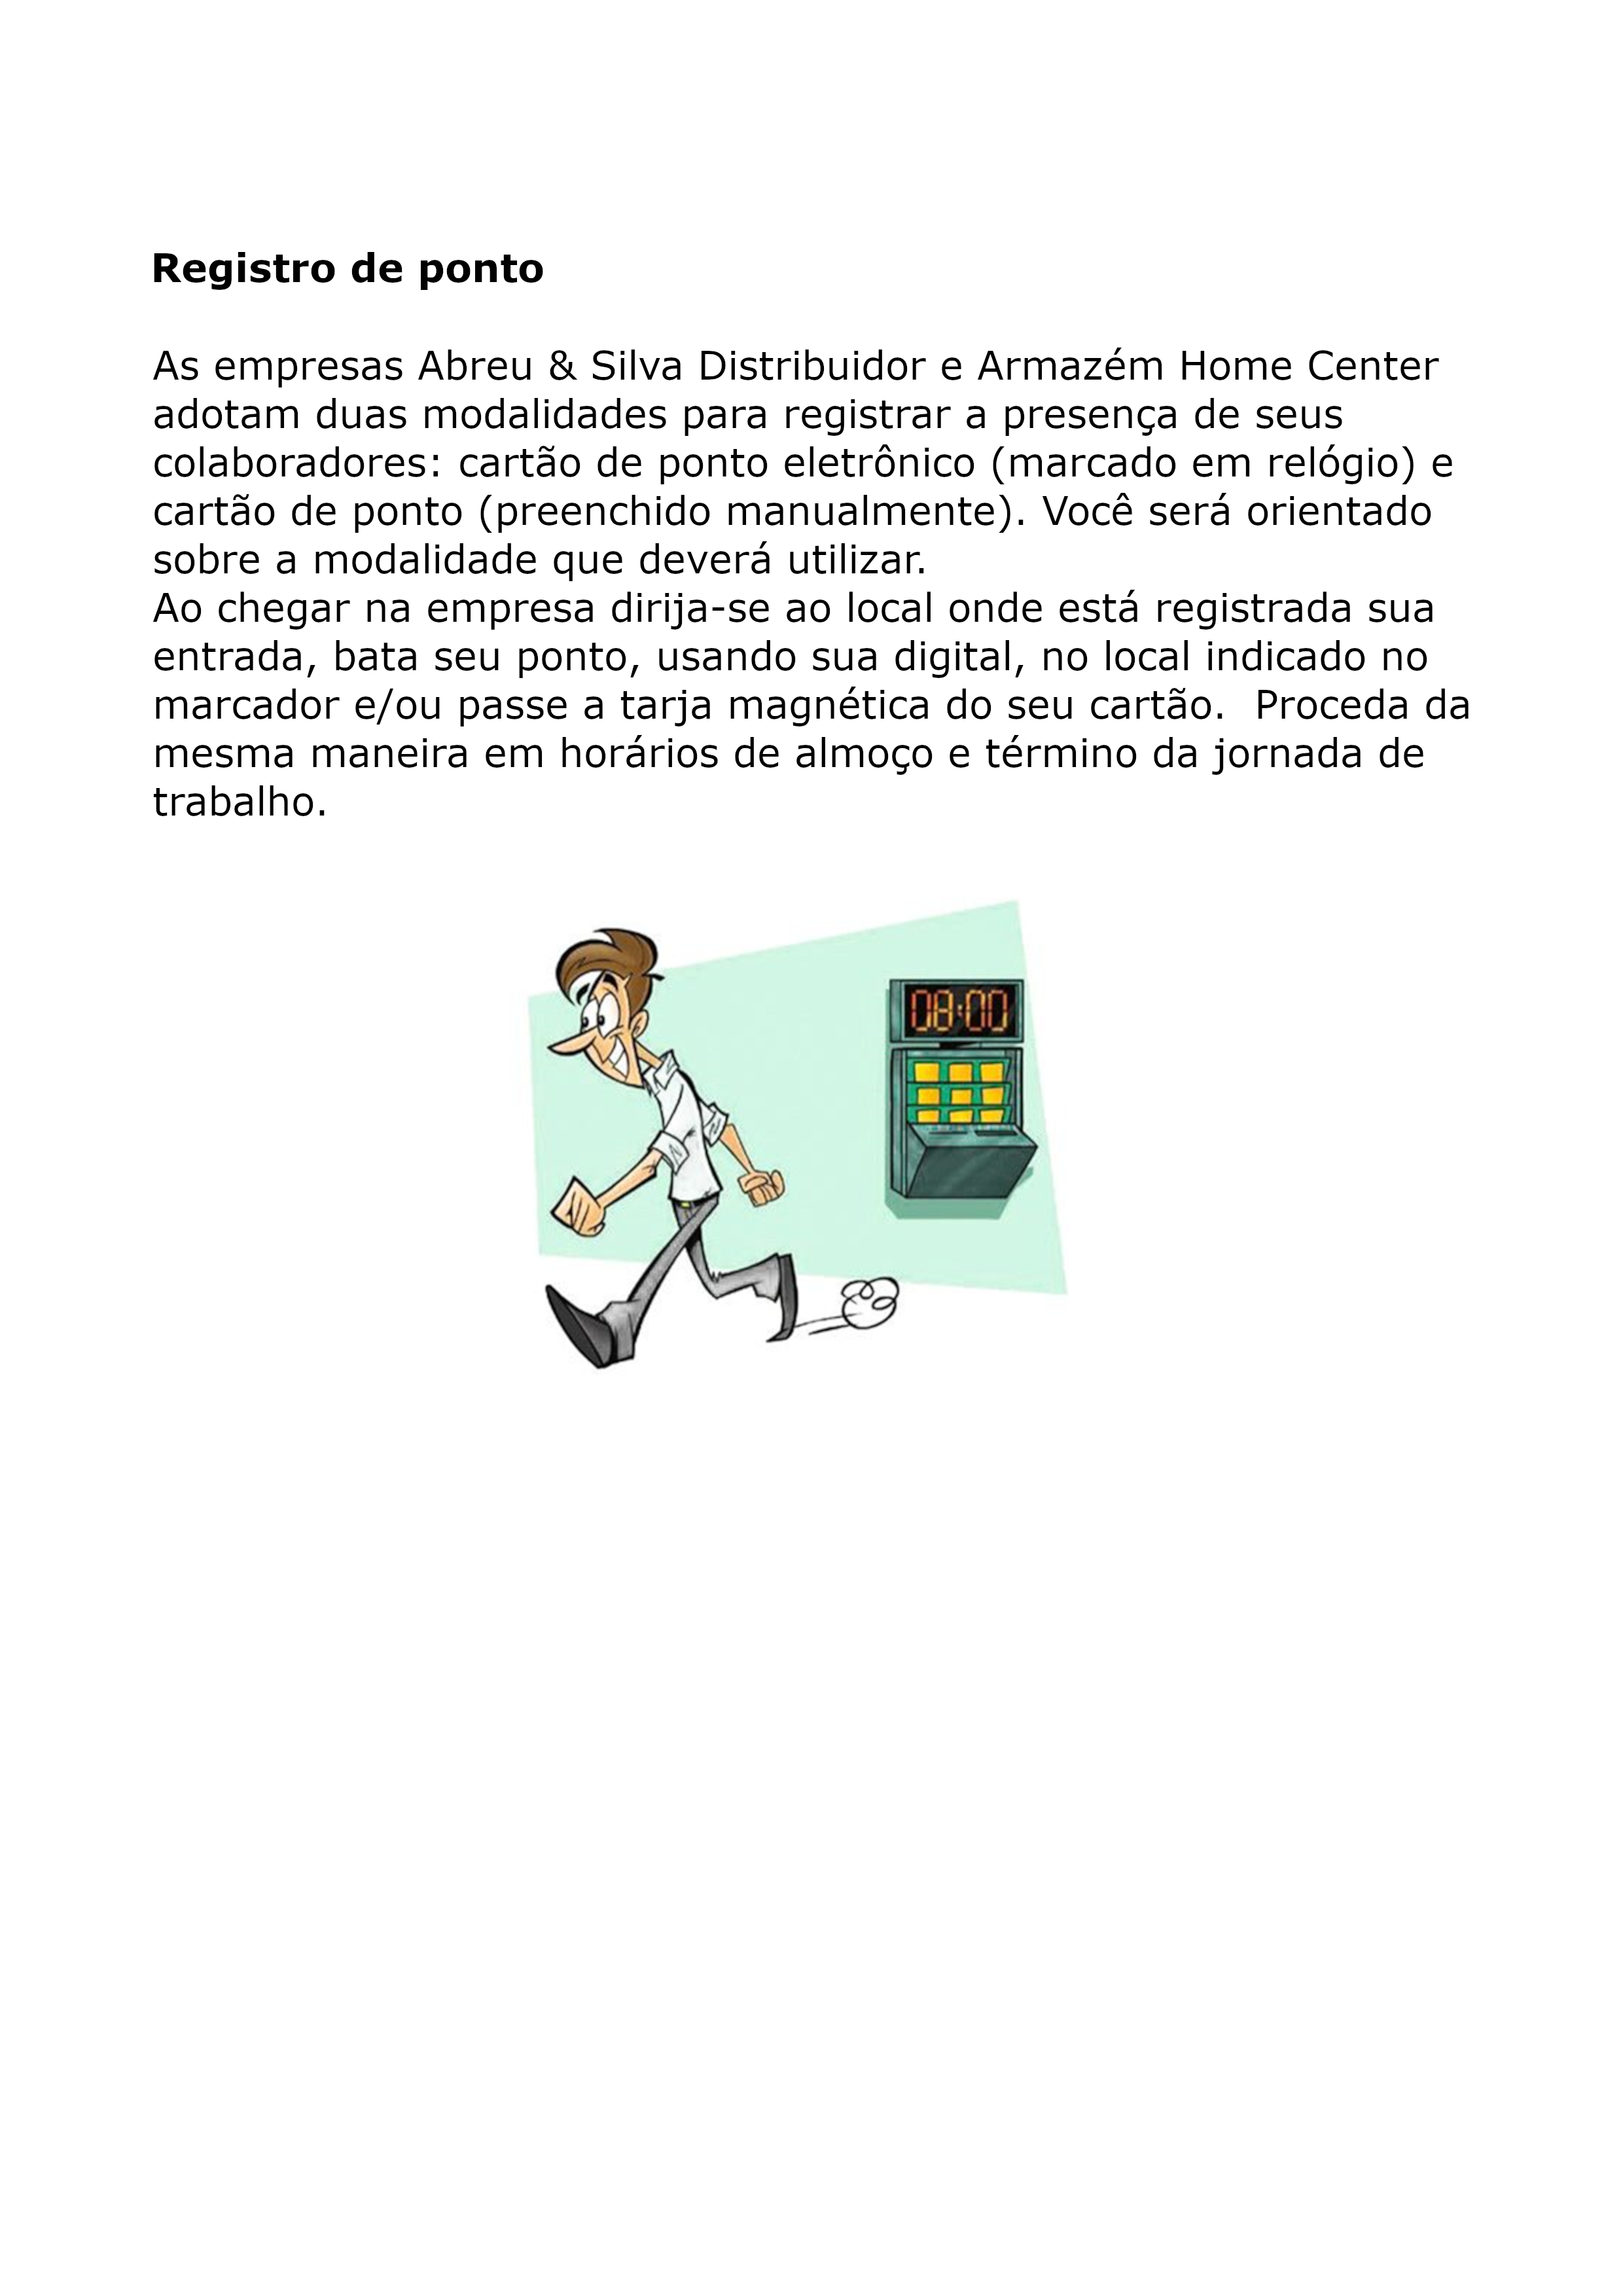 Registro de ponto
As empresas Abreu & Silva Distribuidor e Armazém Home Center
adotam duas modalidades para registrar a presença de seus
colaboradores: cartão de ponto eletrônico (marcado em relógio) e
cartão de ponto (preenchido manualmente). Você será orientado
sobre a modalidade que deverá utilizar.
Ao chegar na empresa dirija-se ao local onde está registrada sua
entrada, bata seu ponto, usando sua digital, no local indicado no
marcador e/ou passe a tarja magnética do seu cartão.  Proceda da
mesma maneira em horários de almoço e término da jornada de
trabalho.
08:00